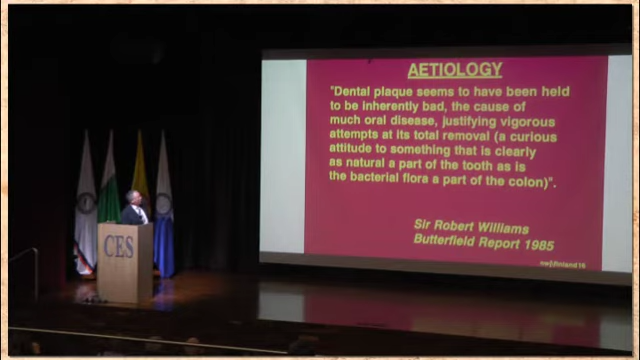 AETIOLOGY
"Dental plaque seems to have been held
to be inherently bad, the cause of
much oral disease, justifying vigorous
attempts at its total removal (a curious
attitude to something that is clearly
as natural a part of the tooth as is
the bacterial flora a part of the colon)".
Sir Robert Williams
Butterfield Report 1985
CES